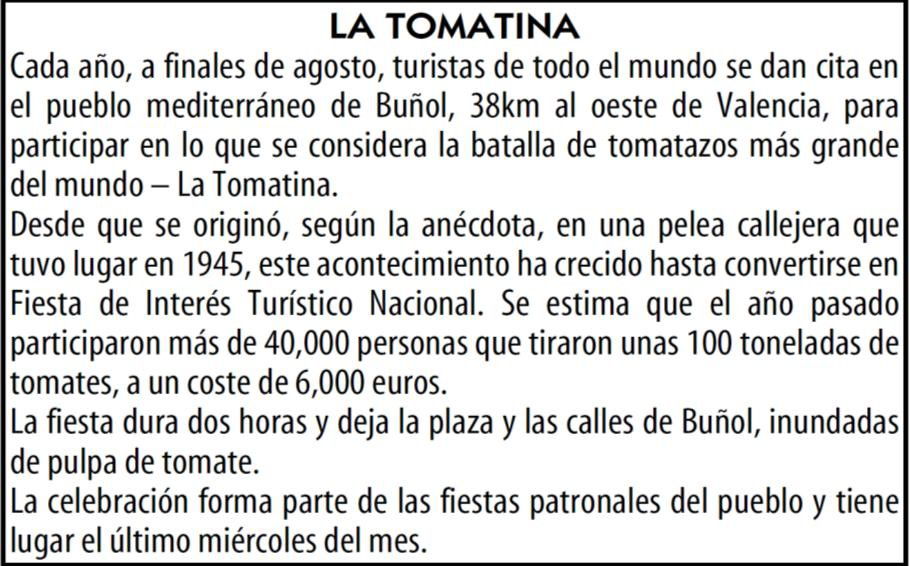 LA TOMATINA
Cada año, a finales de agosto, turistas de todo el mundo se dan cita en
el pueblo mediterráneo de Buñol, 38km al oeste de Valencia, para
participar en lo que se considera la batalla de tomatazos más grande
del mundo – La Tomatina.
Desde que se originó, según la anécdota, en una pelea callejera que
tuvo lugar en 1945, este acontecimiento ha crecido hasta convertirse en
Fiesta de Interés Turístico Nacional. Se estima que el año pasado
participaron más de 40,000 personas que tiraron unas 100 toneladas de
tomates, a un coste de 6,000 euros.
La fiesta dura dos horas y deja la plaza y las calles de Buñol, inundadas
de pulpa de tomate.
La celebración forma parte de las fiestas patronales del pueblo y tiene
lugar el último miércoles del mes.